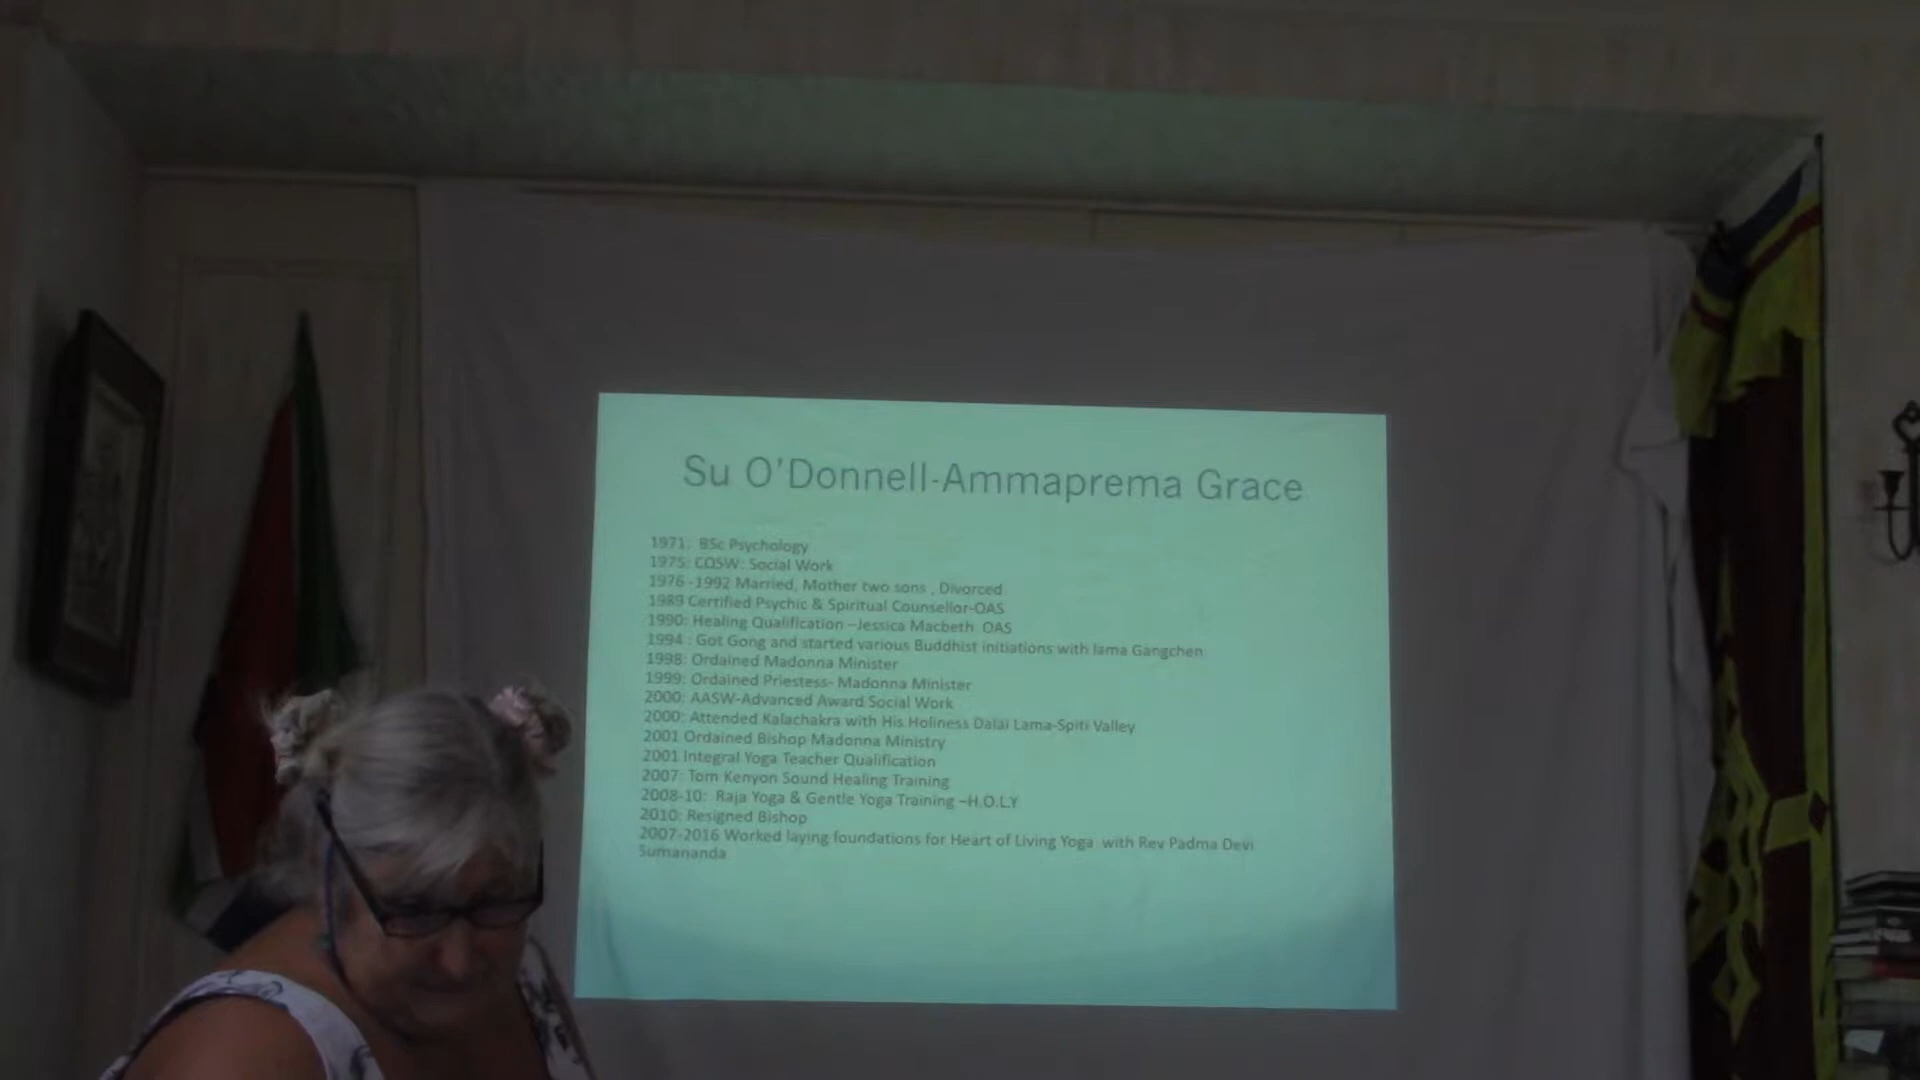 Su O'Donnell-Ammaprema Grace
1971: BSc Psychology
1975: CQSW: Social Work
1976 -1992 Married, Mother two sons , Divorced
1989 Certified Psychic & Spiritual Counsellor-OAS
1990: Healing Qualification –Jessica Macbeth OAS
1994 : Got Gong and started various Buddhist initiations with lama Gangchen
1998: Ordained Madonna Minister
1999: Ordained Priestess- Madonna Minister
2000: AASW-Advanced Award Social Work
2000: Attended Kalachakra with His Holiness Dalai Lama-Spiti Valley
2001 Ordained Bishop Madonna Ministry
2001 Integral Yoga Teacher Qualification
2007: Tom Kenyon Sound Healing Training
2008-10: Raja Yoga & Gentle Yoga Training –H.O.L.Y
2010: Resigned Bishop
2007-2016 Worked laying foundations for Heart of Living Yoga with Rev Padma Devi
Sumananda